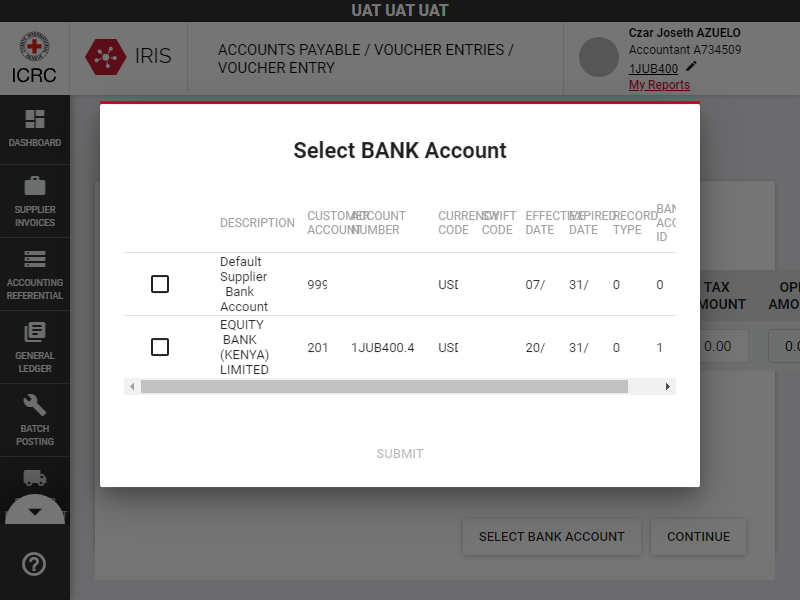 UAT UAT UAT
ICRC
IRIS
ACCOUNTS PAYABLE / VOUCHER ENTRIES /
VOUCHER ENTRY
Czar Joseth AZUELO
Accountant A734509
1JUB400
My Reports
DASHBOARD
SUPPLIER
INVOICES
ACCOUNTING
REFERENTIAL
GENERAL
LEDGER
BATCH
POSTING
Select BANK Account
DESCRIPTION
CUSTOMER
ACCOUNT
ACCOUNT
NUMBER
CURRENCY
CODE
SWIFT
CODE
EFFECTIVE
DATE
EXPIRED
DATE
RECORD
TYPE
BAN
ACC
ID
Default
Supplier
Bank
Account
999
USD
07/
31/
0
0
EQUITY
BANK
(KENYA)
LIMITED
201
1JUB400.4
USD
20/
31/
0
1
SUBMIT
TAX
MOUNT
OP
AMO
0.00
0.0
SELECT BANK ACCOUNT
CONTINUE